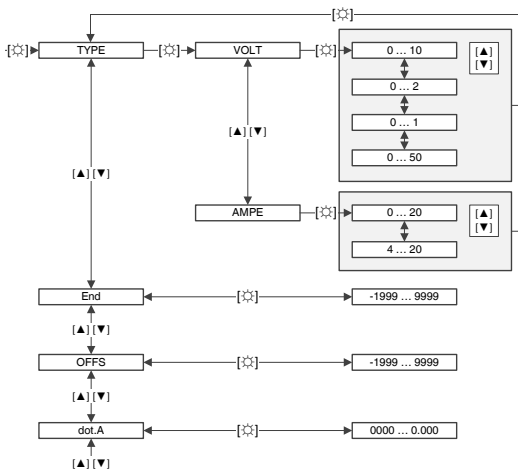 [☼]
[☼] TYPE [☼] VOLT [☼] 0 ... 10 [▲]
[▼]
0 ... 2
0 ... 1
[▲] [▼]
0 ... 50
[▲] [▼]
AMPE [☼] 0 ... 20 [▲]
[▼]
4 ... 20
End [☼] -1999 ... 9999
[▲] [▼]
OFFS [☼] -1999 ... 9999
[▲] [▼]
dot.A [☼] 0000 ... 0.000
[▲] [▼]